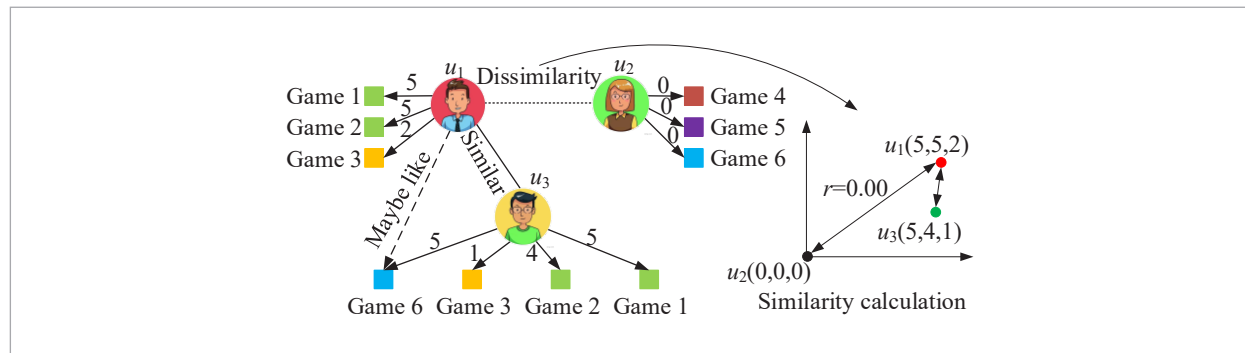 u1 Dissimilarity u2
Game 1 5
Game 2 5
Game 3 2
0 Game 4
0 Game 5
0 Game 6
Similar
Maybe like
u3
5 1 4 5
Game 6 Game 3 Game 2 Game 1
u1(5,5,2)
r=0.00
u3(5,4,1)
u2(0,0,0)
Similarity calculation